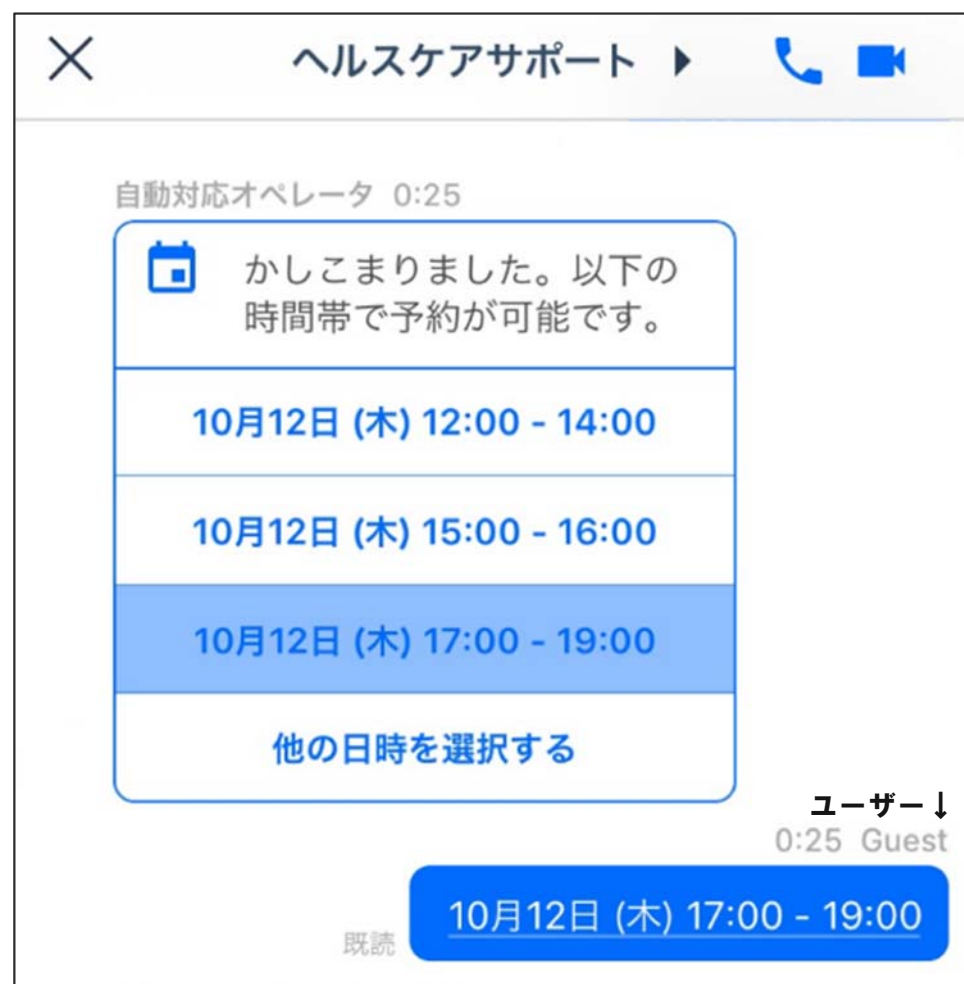 ヘルスケアサポート
自動対応オペレータ 0:25
かしこまりました。以下の
時間帯で予約が可能です。
10月12日 (木) 12:00 - 14:00
10月12日 (木) 15:00 - 16:00
10月12日 (木) 17:00 - 19:00
他の日時を選択する
ユーザー↓
0:25 Guest
10月12日 (木) 17:00 - 19:00
既読